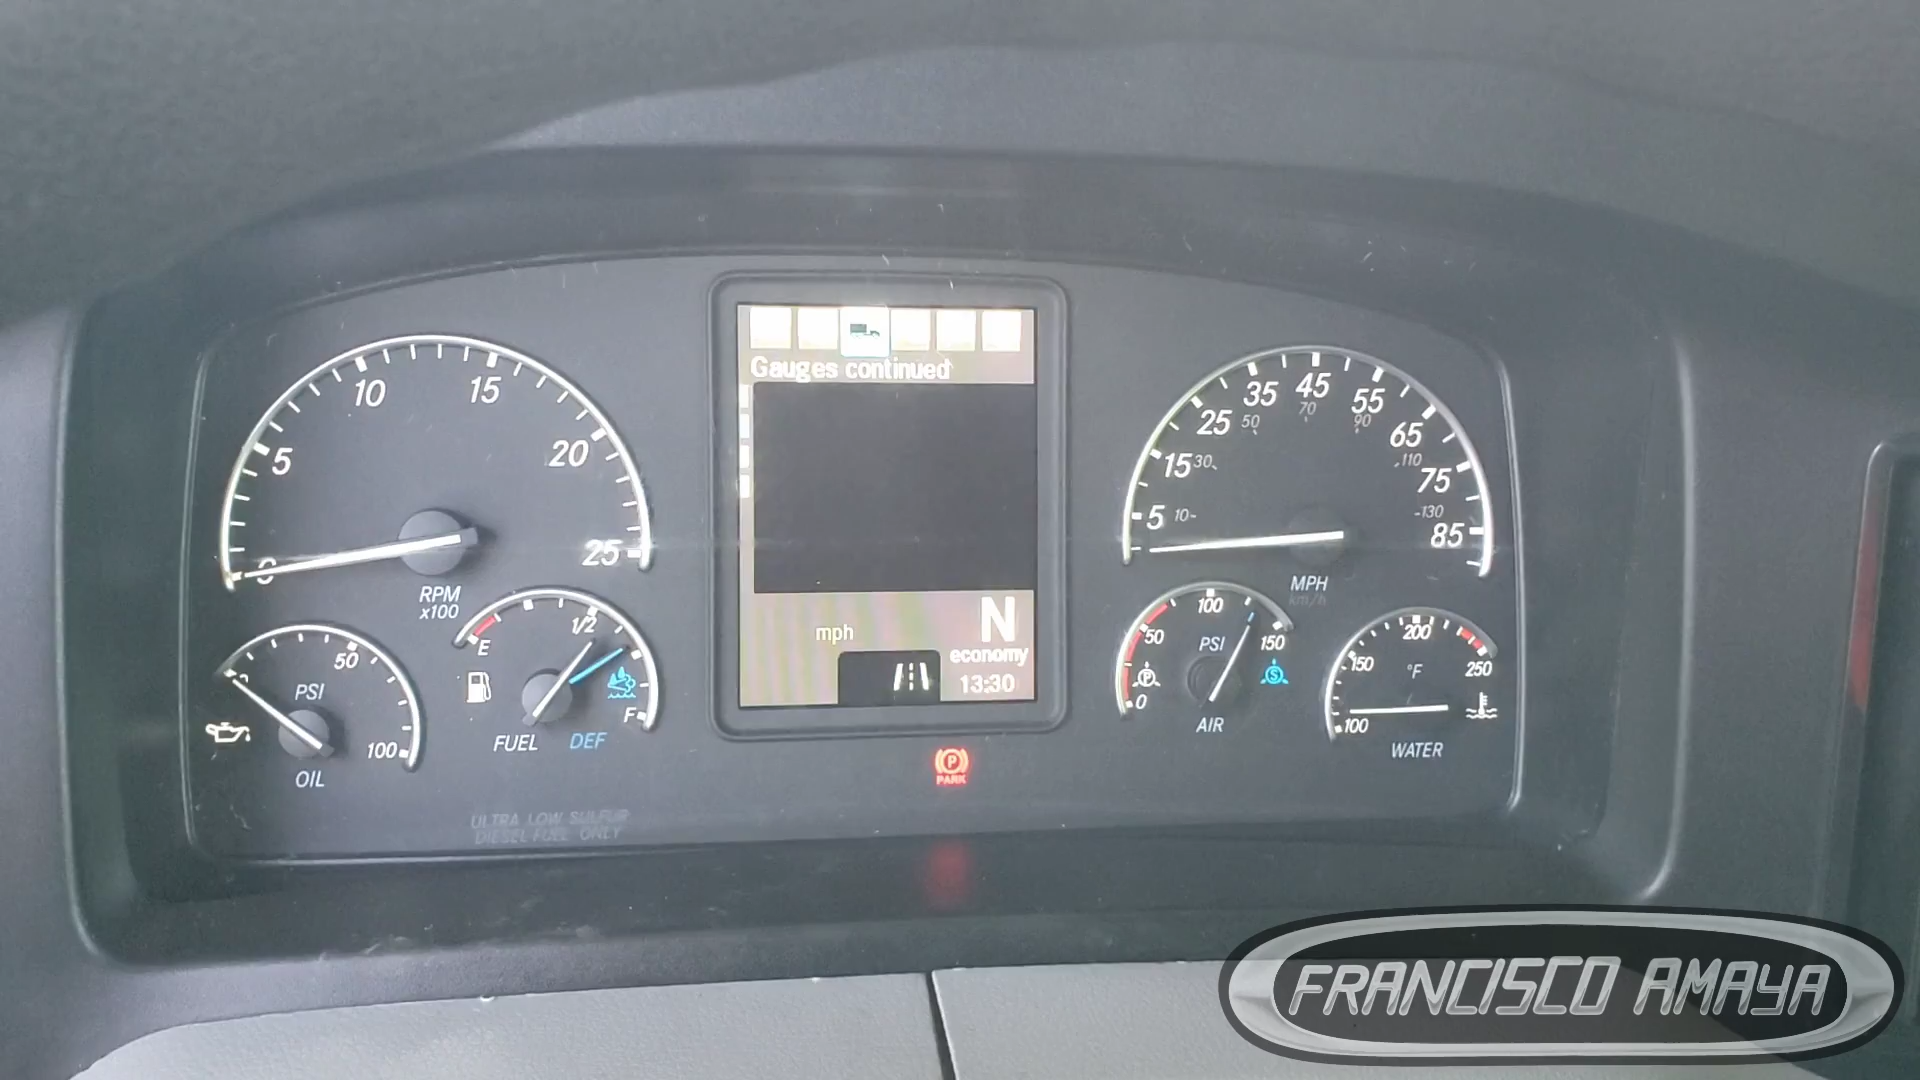 10
15
5
20
0
25
RPM
x100
50
PSI
100
OIL
1/2
E
F
FUEL
DEF
ULTRA LOW SULFUR
DIESEL FUEL ONLY
Gauges continued
N
mph
economy
13:30
P
PARK
45
35
55
25
65
15
75
5
85
70
50
90
30
110
10
130
MPH
km/h
100
50
150
PSI
P
S
0
AIR
200
150
250
°F
100
WATER
FRANCISCO AMAYA